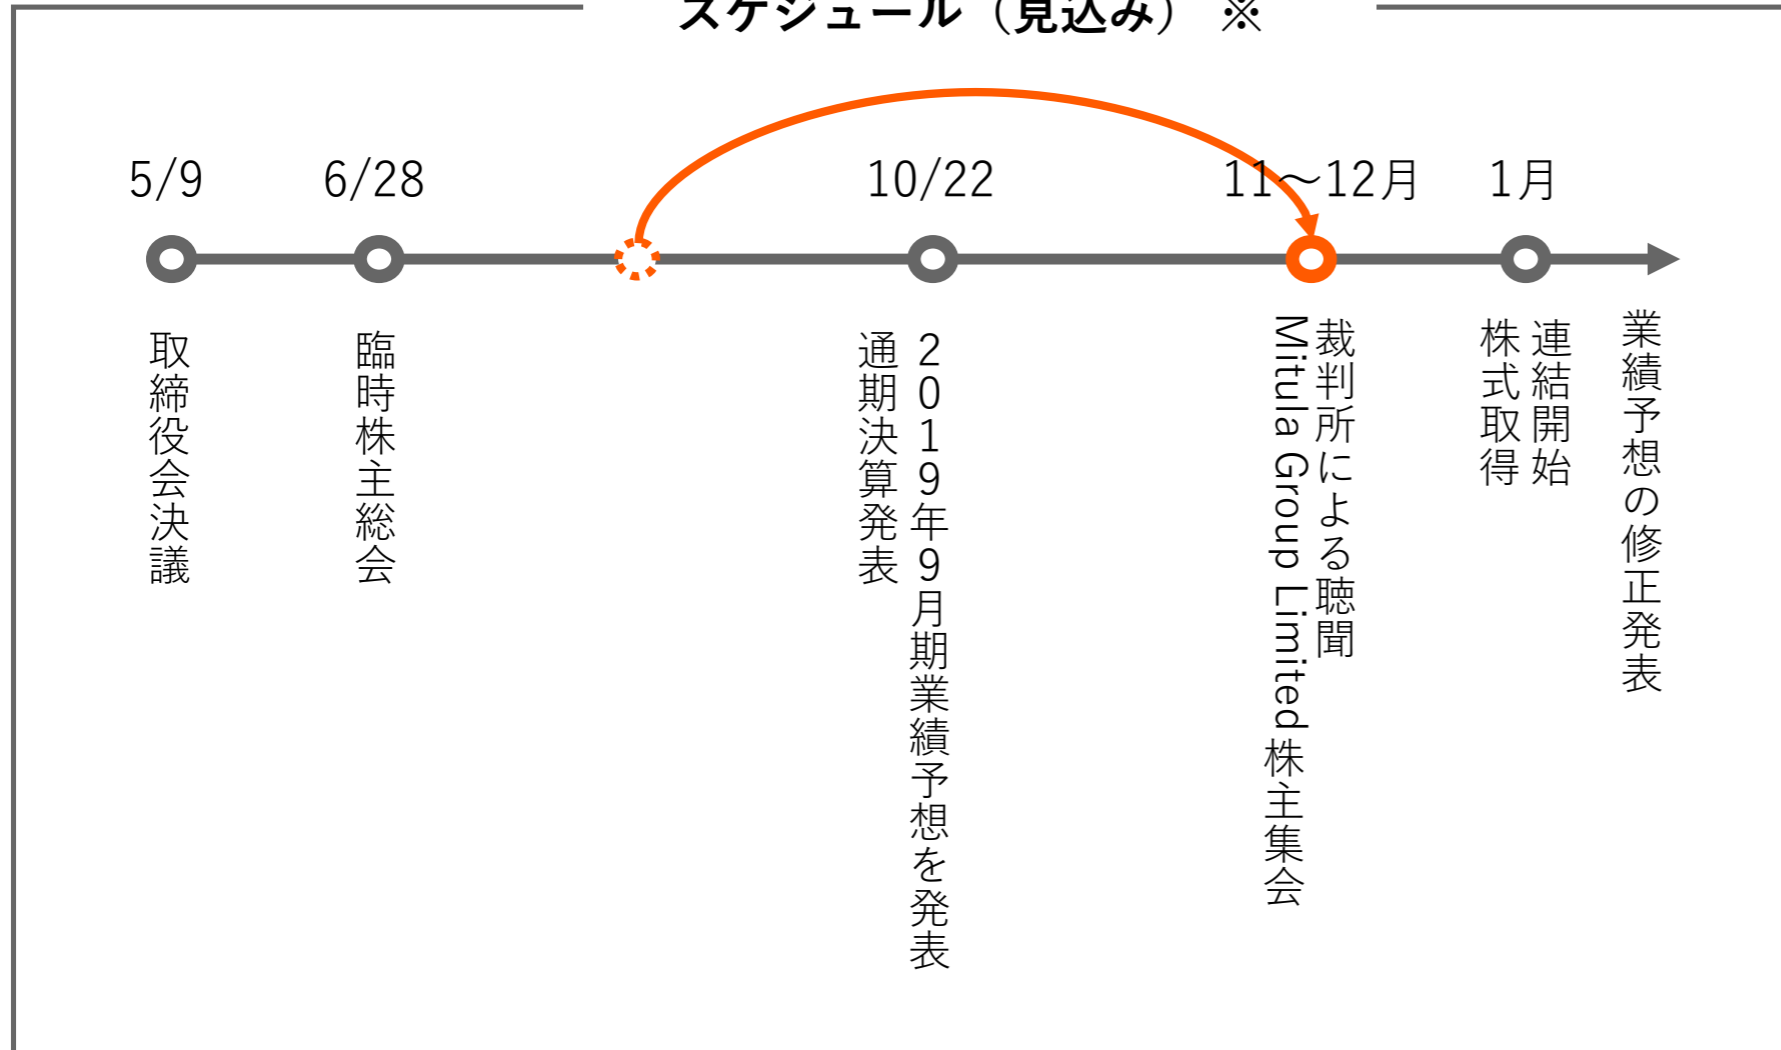 スケジュール（見込み） ※
5/9
6/28
10/22
11～12月
1月
取締役会決議
臨時株主総会
2019年9月期業績予想を発表
通期決算発表
裁判所による聴聞
Mitula Group Limited株主集会
連結開始
株式取得
業績予想の修正発表